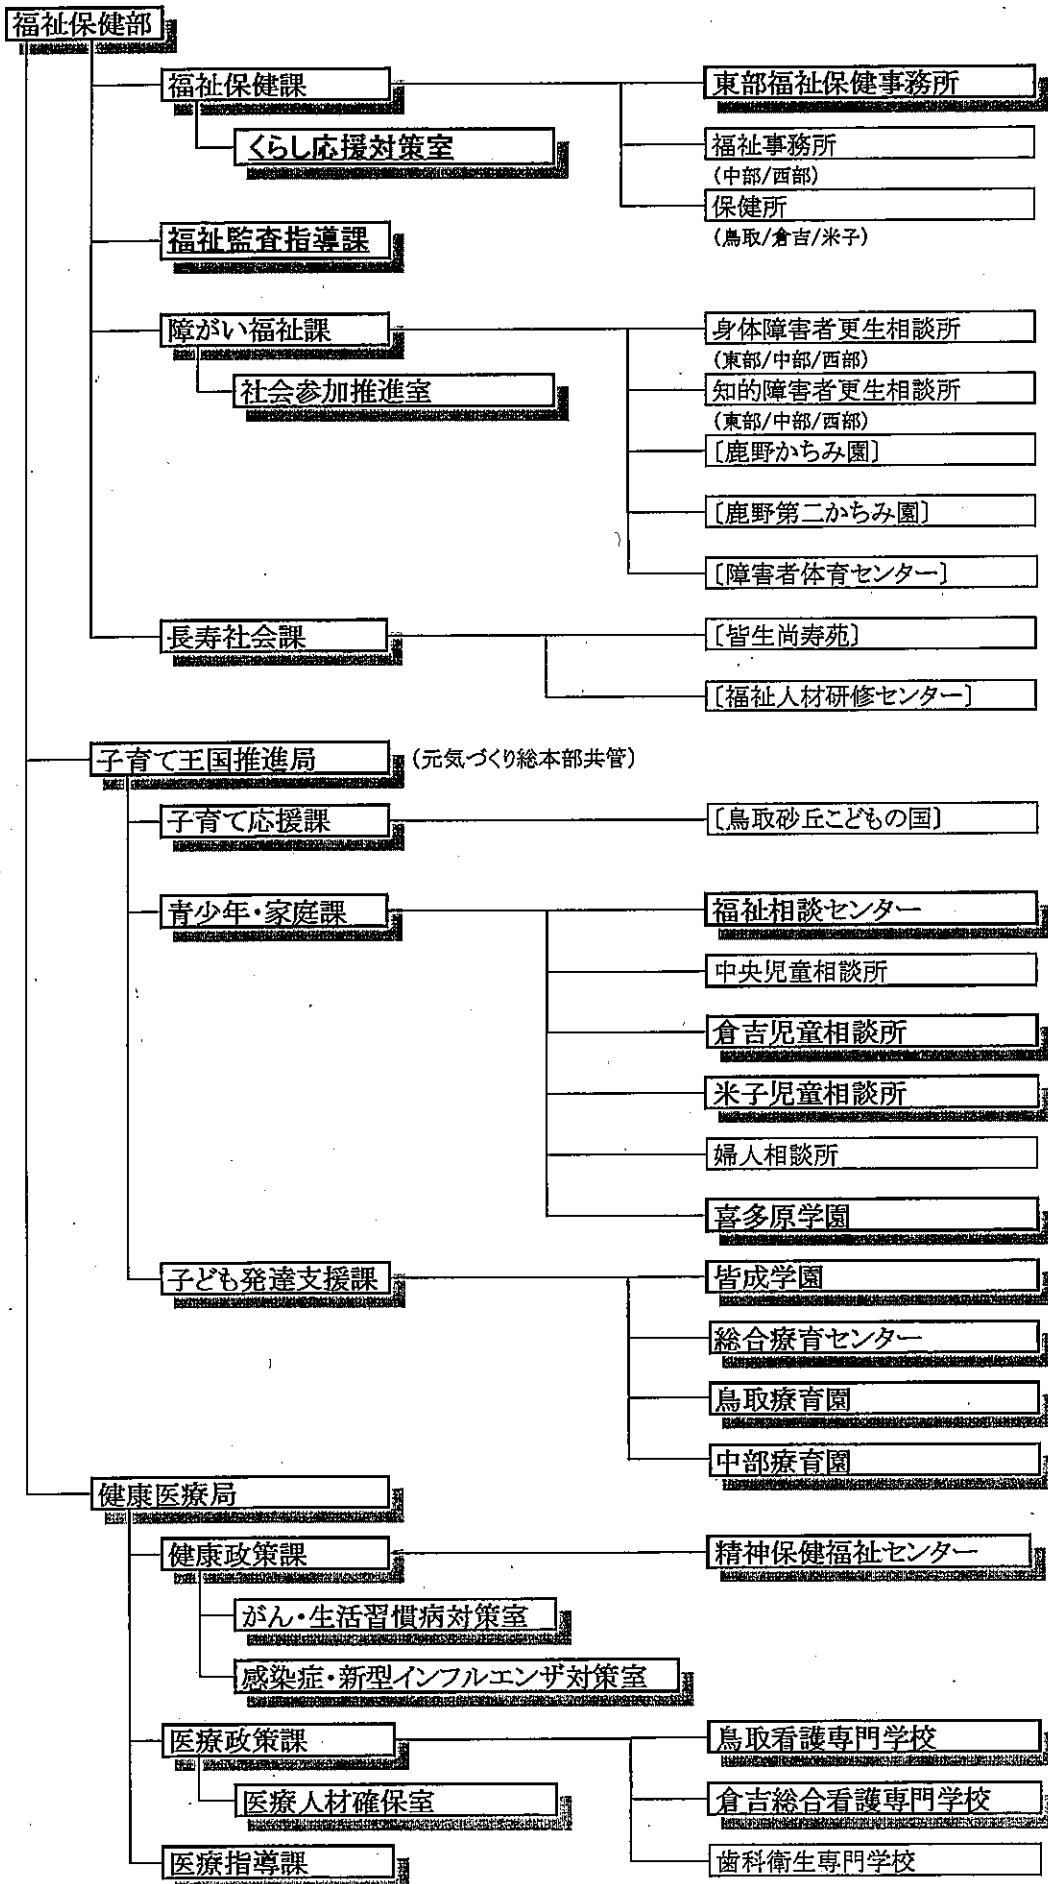 福祉保健部
福祉保健課 東部福祉保健事務所
くらし応援対策室 福祉事務所
(中部/西部)
保健所
福祉監査指導課 (鳥取/倉吉/米子)
障がい福祉課 身体障害者更生相談所
(東部/中部/西部)
社会参加推進室 知的障害者更生相談所
(東部/中部/西部)
〔鹿野かちみ園〕
〔鹿野第二かちみ園〕
〔障害者体育センター〕
長寿社会課 〔皆生尚寿苑〕
〔福祉人材研修センター〕
子育て王国推進局 (元気づくり総本部共管)
子育て応援課 〔鳥取砂丘こどもの国〕
青少年・家庭課 福祉相談センター
中央児童相談所
倉吉児童相談所
米子児童相談所
婦人相談所
喜多原学園
子ども発達支援課 皆成学園
総合療育センター
鳥取療育園
中部療育園
健康医療局
健康政策課 精神保健福祉センター
がん・生活習慣病対策室
感染症・新型インフルエンザ対策室
医療政策課 鳥取看護専門学校
医療人材確保室 倉吉総合看護専門学校
医療指導課 歯科衛生専門学校